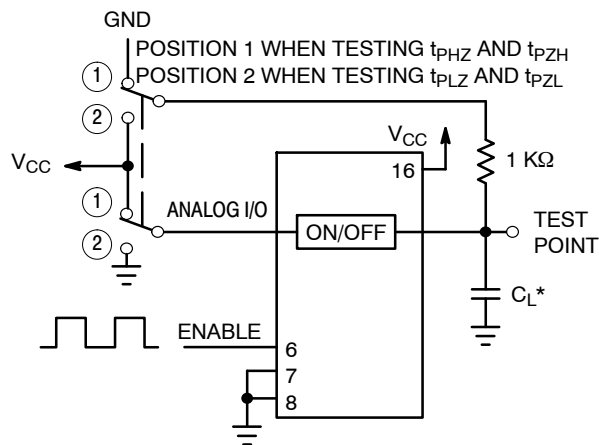 GND
POSITION 1 WHEN TESTING tPHZ AND tPZH
POSITION 2 WHEN TESTING tPLZ AND tPZL
1
2
VCC
VCC
16
1 KΩ
1
2
ANALOG I/O
ON/OFF
TEST
POINT
CL*
ENABLE
6
7
8